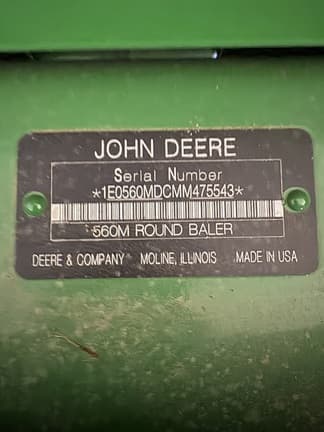 JOHN DEERE
Serial Number
*1E0560MDCMM475543*
560M ROUND BALER
DEERE & COMPANY MOLINE, ILLINOIS MADE IN USA